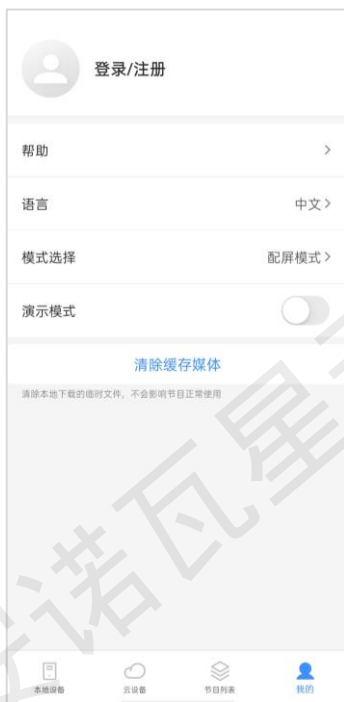 登录/注册
帮助
语言 中文
模式选择 配屏模式
演示模式
清除缓存媒体
清除本地下载的临时文件，不会影响节目正常使用
诺瓦星
本地设备 云设备 节目列表 我的